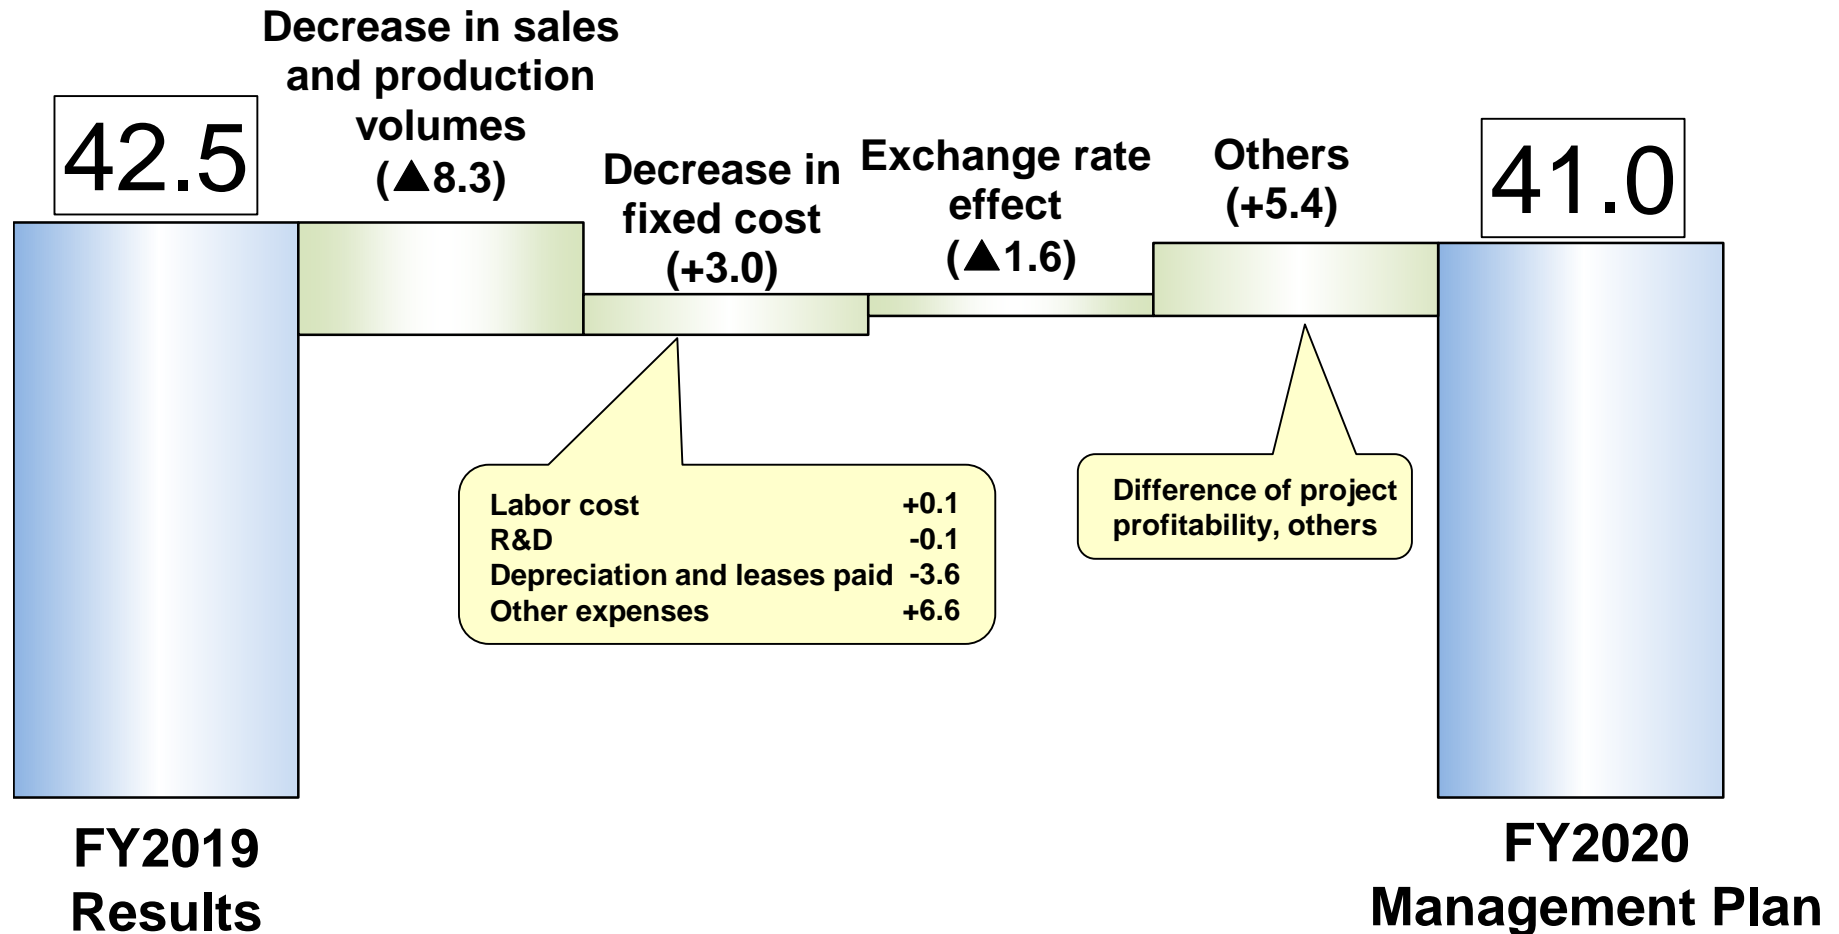 42.5
Decrease in sales
and production
volumes
(▲8.3)
Decrease in
fixed cost
(+3.0)
Exchange rate
effect
(▲1.6)
Others
(+5.4)
41.0
Labor cost +0.1
R&D -0.1
Depreciation and leases paid -3.6
Other expenses +6.6
Difference of project
profitability, others
FY2019
Results
FY2020
Management Plan